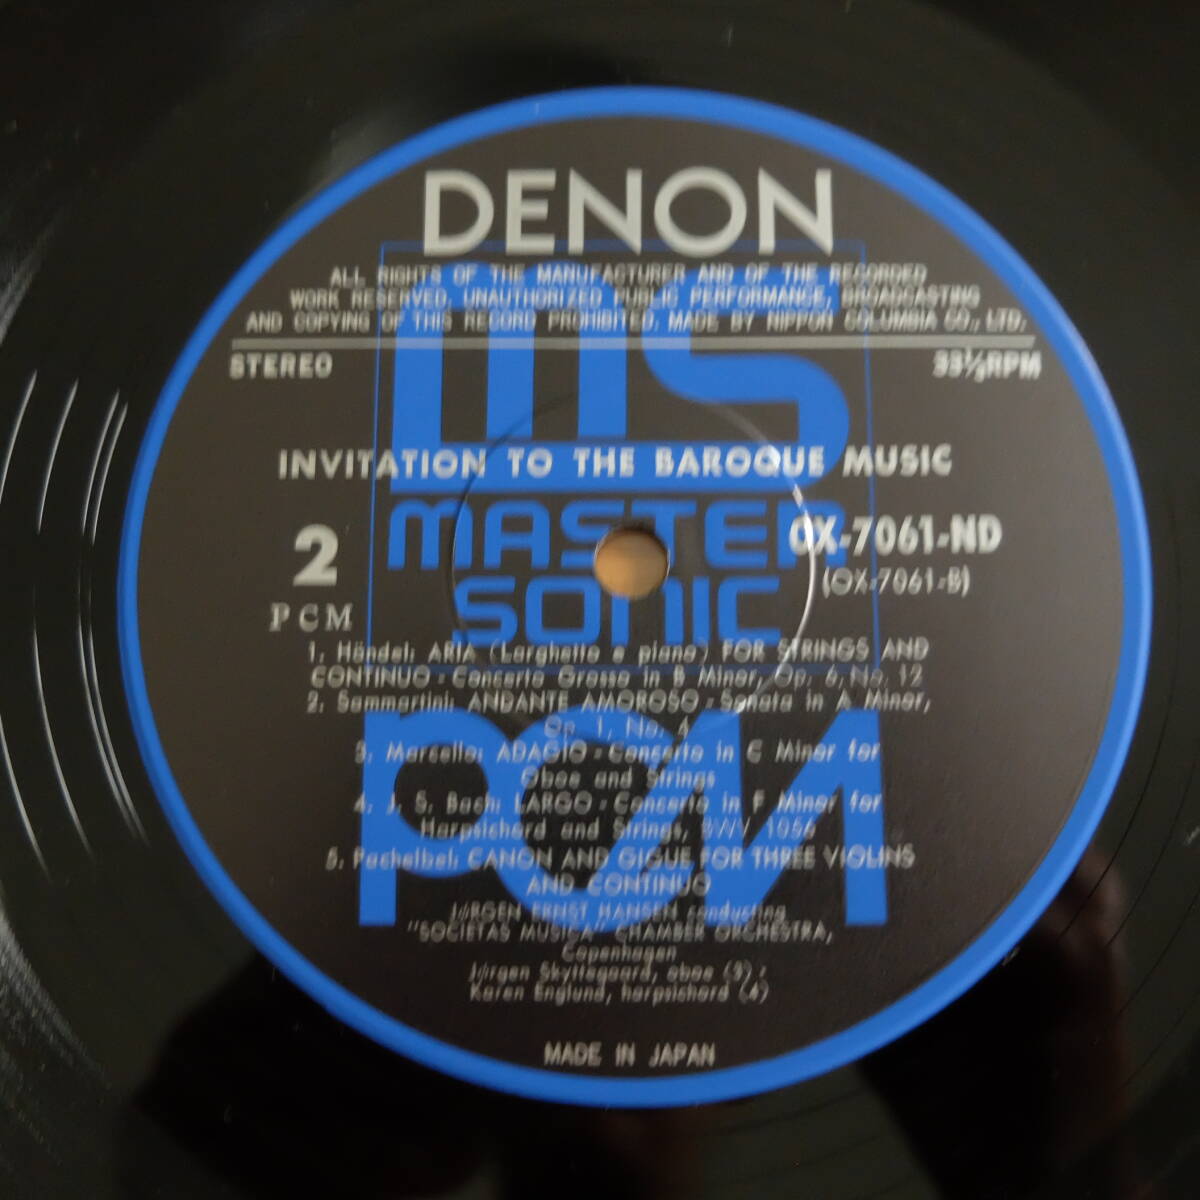 DENON
ALL RIGHTS OF THE MANUFACTURER AND OF THE RECORDED
WORK RESERVED. UNAUTHORIZED PUBLIC PERFORMANCE, BROADCASTING
AND COPYING OF THIS RECORD PROHIBITED. MADE BY NIPPON COLUMBIA CO., LTD.
STEREO
33⅓RPM
mS
INVITATION TO THE BAROQUE MUSIC
MASTER
SONIC
2
PCM
OX-7061-ND
(OX-7061-B)
1. Händel; ARIA (Larghetto e piano) FOR STRINGS AND
CONTINUO - Concerto Grosso in B Minor, Op. 6, No. 12
2. Sammartini; ANDANTE AMOROSO - Sonata in A Minor,
Op. 1, No. 4
3. Marcello; ADAGIO - Concerto in C Minor for
Oboe and Strings
4. J. S. Bach; LARGO - Concerto in F Minor for
Harpsichord and Strings, BWV 1056
5. Pachelbel; CANON AND GIGUE FOR THREE VIOLINS
AND CONTINUO
PCM
JØRGEN ERNST HANSEN conducting
"SOCIETAS MUSICA" CHAMBER ORCHESTRA,
Copenhagen
Jørgen Skyttegaard, oboe (3) -
Karen Englund, harpsichord (4)
MADE IN JAPAN